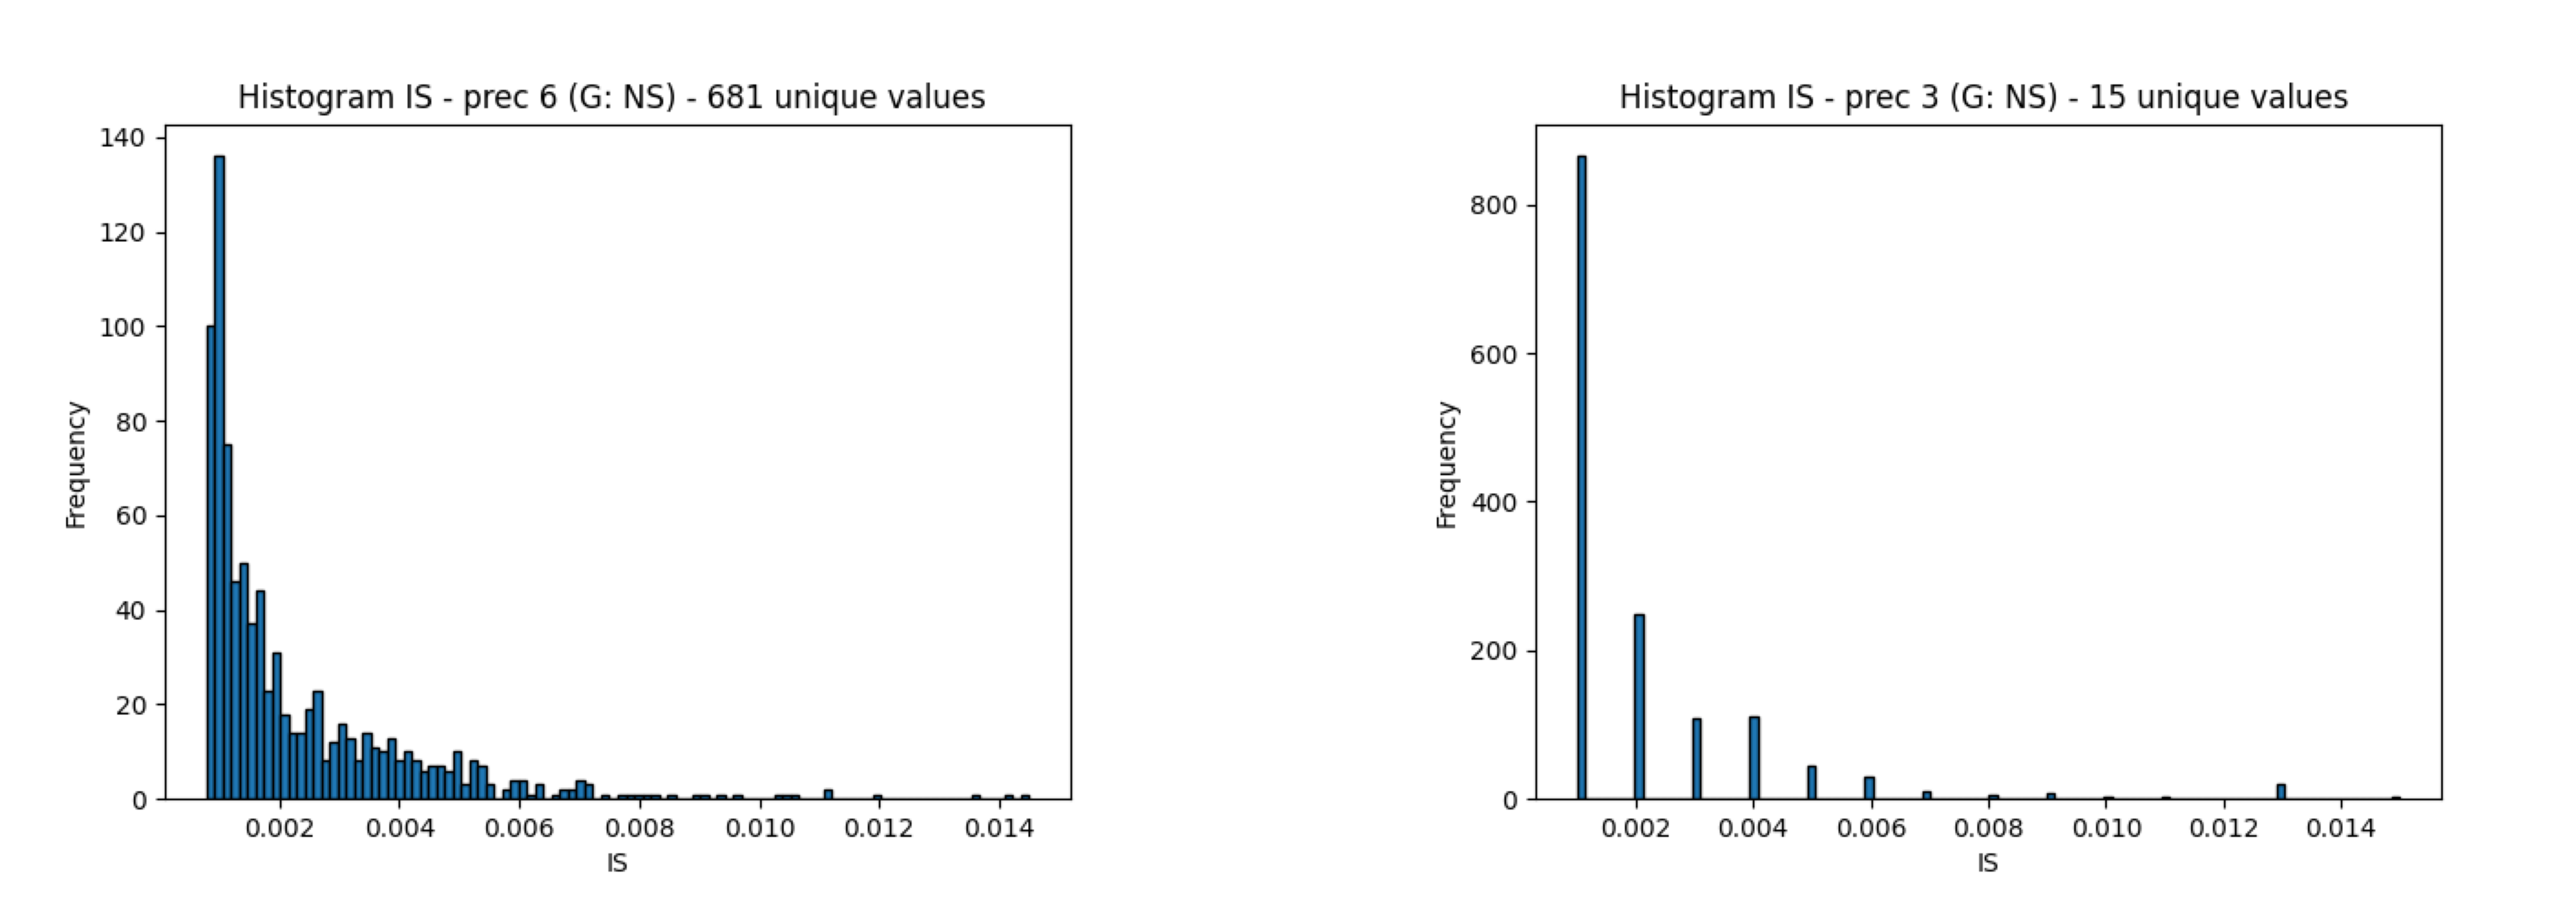 Histogram IS - prec 6 (G: NS) - 681 unique values
140
120
100
80
60
40
20
0
Frequency
0.002 0.004 0.006 0.008 0.010 0.012 0.014
IS
Histogram IS - prec 3 (G: NS) - 15 unique values
800
600
400
200
0
Frequency
0.002 0.004 0.006 0.008 0.010 0.012 0.014
IS